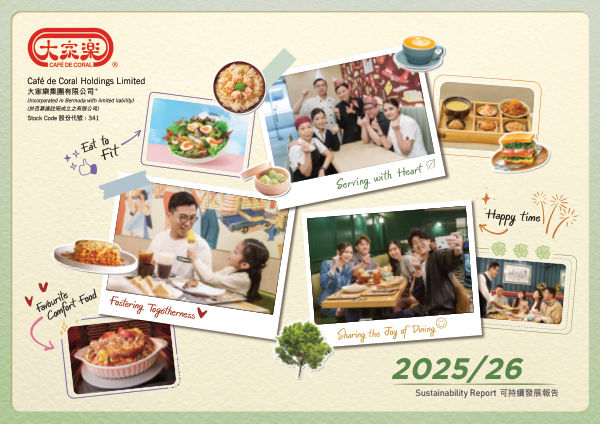 大家樂
CAFÉ DE CORAL
®
Café de Coral Holdings Limited
大家樂集團有限公司*
(Incorporated in Bermuda with limited liability)
(於百慕達註冊成立之有限公司)
Stock Code 股份代號 : 341
Eat to
Fit
Serving with Heart
Happy time
Favourite
Comfort Food
Fostering Togetherness
Sharing the Joy of Dining
2025/26
Sustainability Report 可持續發展報告